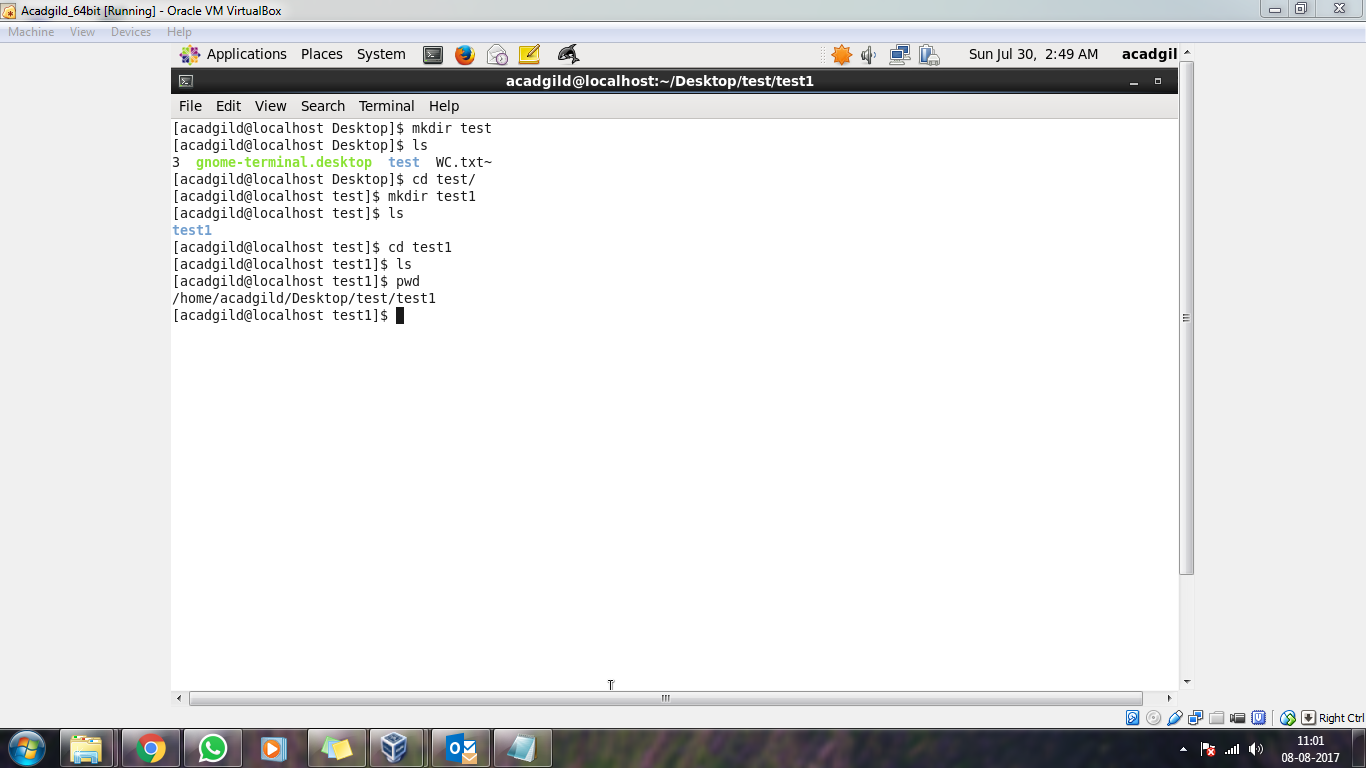 Acadgild_64bit [Running] - Oracle VM VirtualBox
Machine View Devices Help
Applications Places System Sun Jul 30, 2:49 AM acadgil
acadgild@localhost:~/Desktop/test/test1
File Edit View Search Terminal Help
[acadgild@localhost Desktop]$ mkdir test
[acadgild@localhost Desktop]$ ls
3 gnome-terminal.desktop test WC.txt~
[acadgild@localhost Desktop]$ cd test/
[acadgild@localhost test]$ mkdir test1
[acadgild@localhost test]$ ls
test1
[acadgild@localhost test]$ cd test1
[acadgild@localhost test1]$ ls
[acadgild@localhost test1]$ pwd
/home/acadgild/Desktop/test/test1
[acadgild@localhost test1]$
Right Ctrl
11:01
08-08-2017